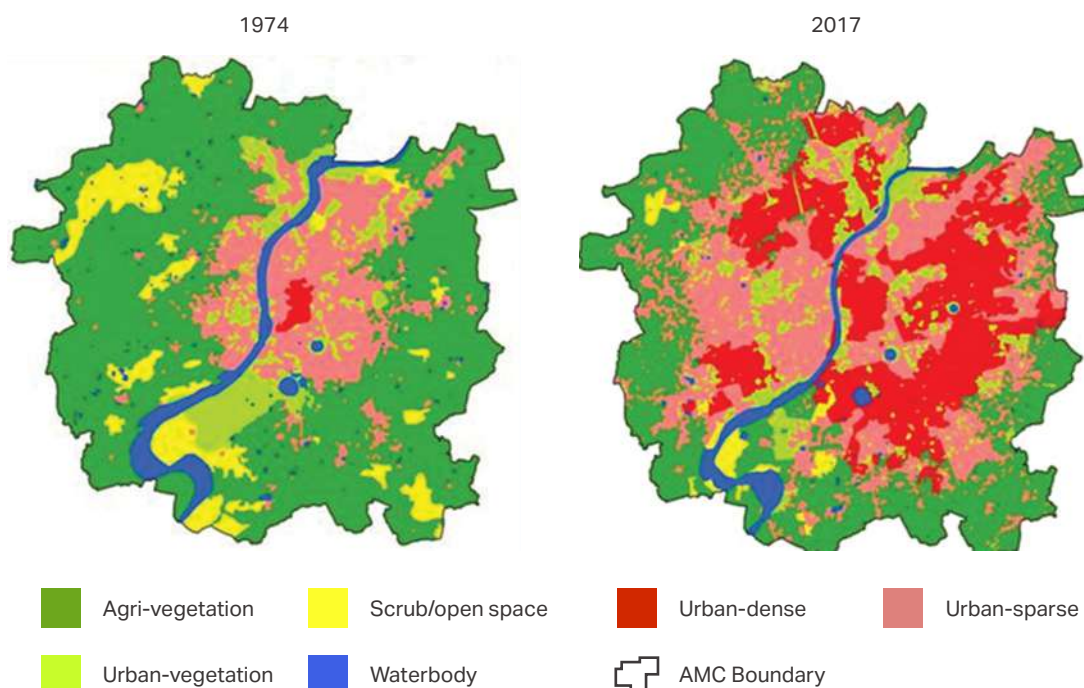 1974 2017
Agri-vegetation Scrub/open space Urban-dense Urban-sparse
Urban-vegetation Waterbody AMC Boundary